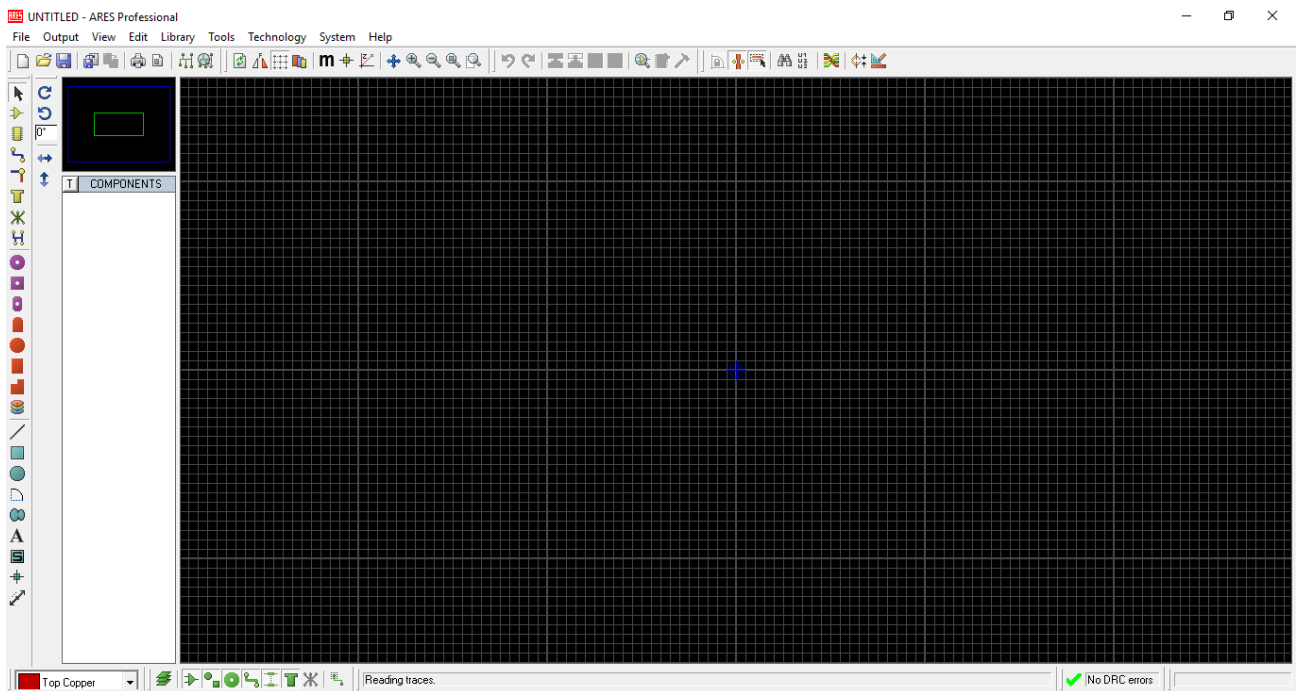 ARES UNTITLED - ARES Professional
File Output View Edit Library Tools Technology System Help
m
0°
T COMPONENTS
A
S
Top Copper
Reading traces.
No DRC errors